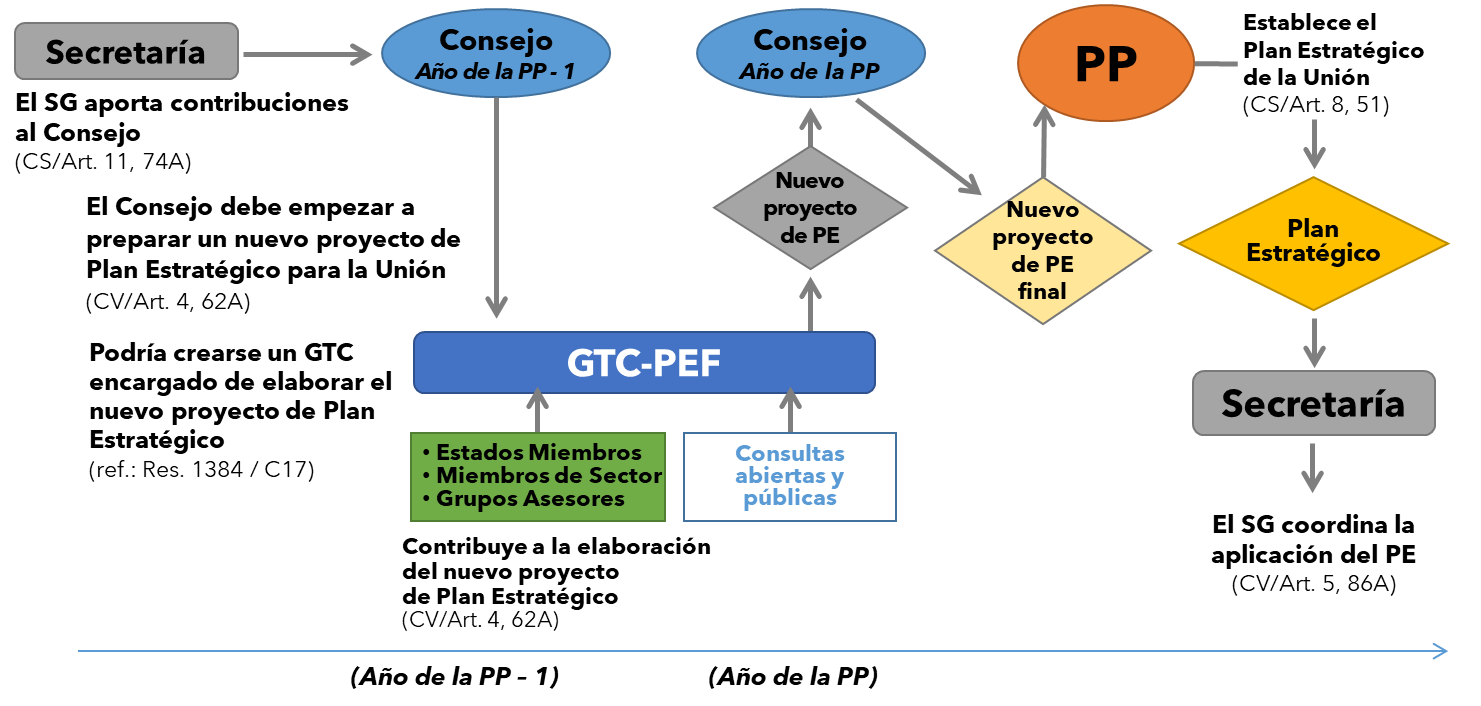 Secretaría
El SG aporta contribuciones
al Consejo
(CS/Art. 11, 74A)
Consejo
Año de la PP - 1
El Consejo debe empezar a
preparar un nuevo proyecto de
Plan Estratégico para la Unión
(CV/Art. 4, 62A)
Podría crearse un GTC
encargado de elaborar el
nuevo proyecto de Plan
Estratégico
(ref.: Res. 1384 / C17)
GTC-PEF
• Estados Miembros
• Miembros de Sector
• Grupos Asesores
Consultas
abiertas y
públicas
Contribuye a la elaboración
del nuevo proyecto
de Plan Estratégico
(CV/Art. 4, 62A)
Consejo
Año de la PP
Nuevo
proyecto
de PE
Nuevo
proyecto
de PE
final
PP
Establece el
Plan Estratégico
de la Unión
(CS/Art. 8, 51)
Plan
Estratégico
Secretaría
El SG coordina la
aplicación del PE
(CV/Art. 5, 86A)
(Año de la PP – 1)
(Año de la PP)